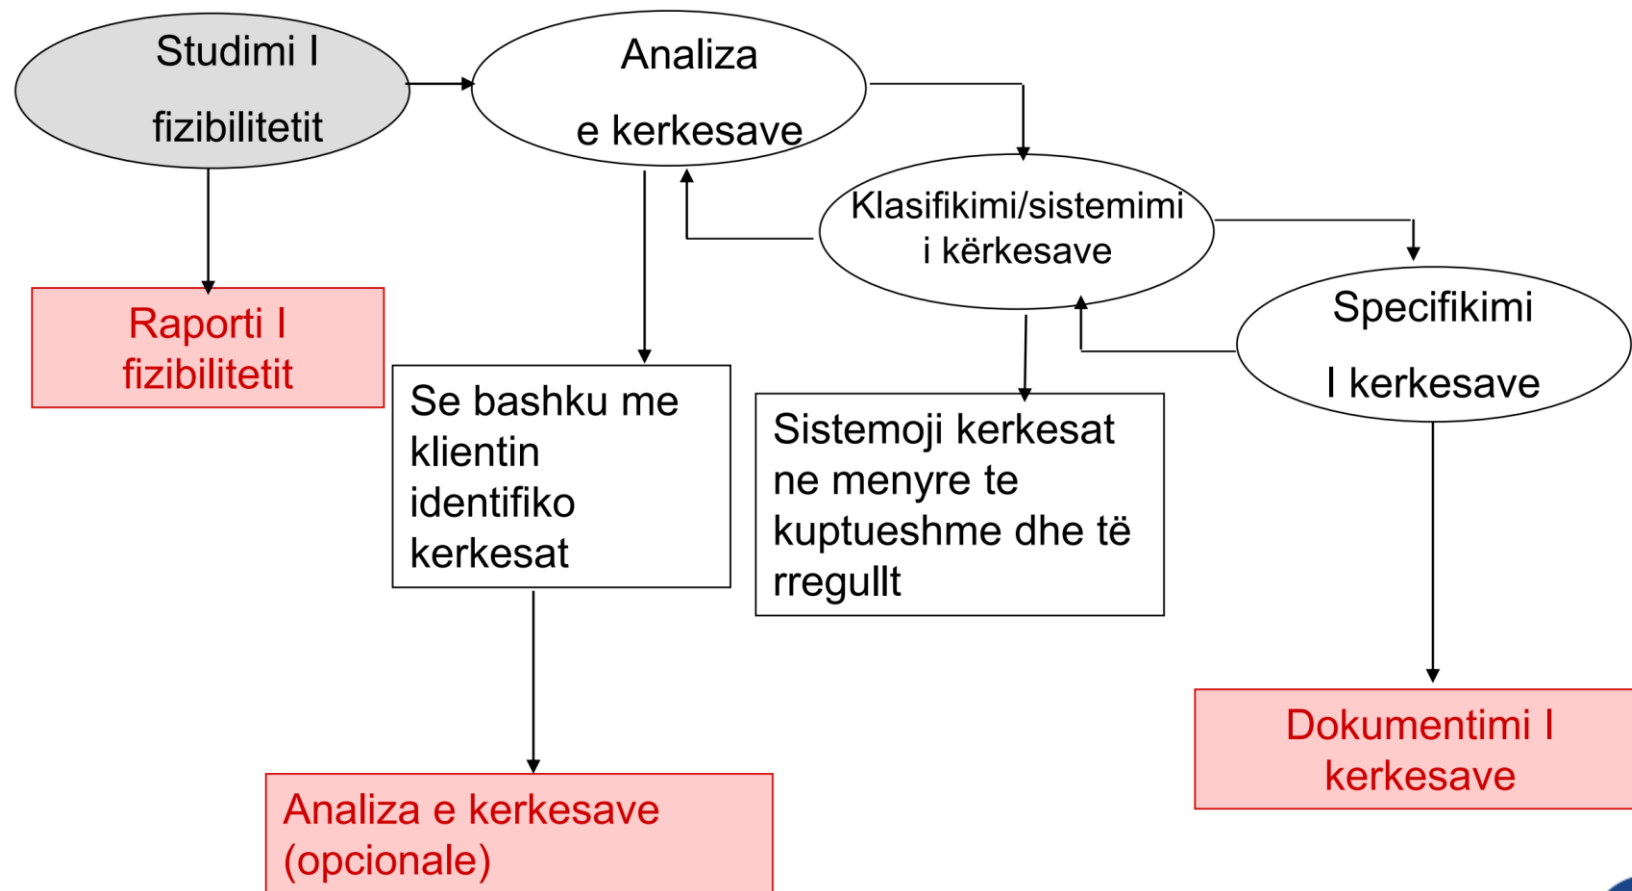 Studimi I
fizibilitetit
Analiza
e kerkesave
Klasifikimi/sistemimi
i kërkesave
Specifikimi
I kerkesave
Raporti I
fizibilitetit
Se bashku me
klientin
identifiko
kerkesat
Sistemoji kerkesat
ne menyre te
kuptueshme dhe të
rregullt
Dokumentimi I
kerkesave
Analiza e kerkesave
(opcionale)